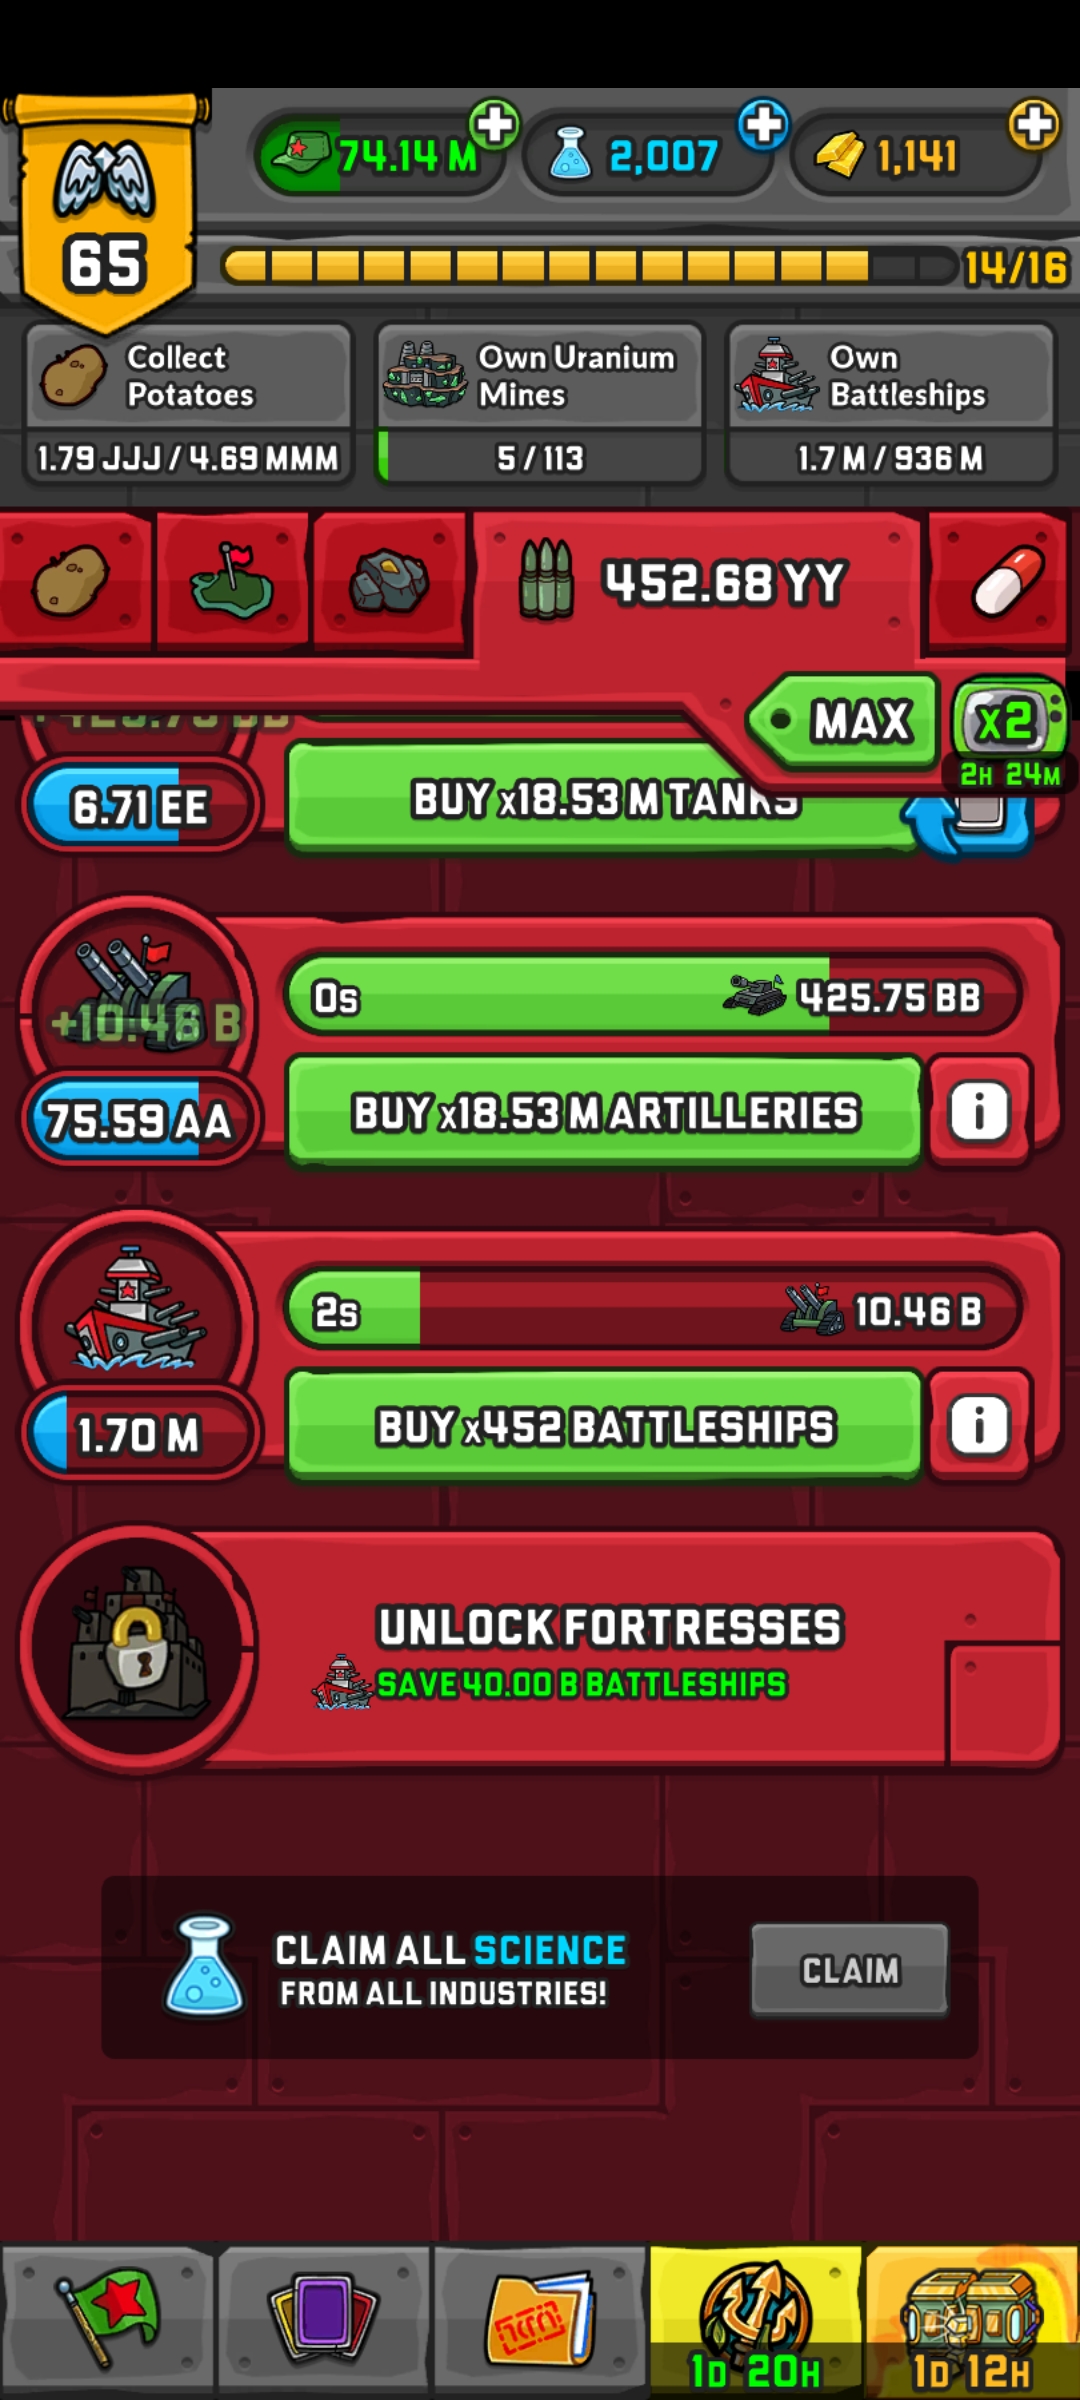 74.14 M
2,007
1,141
65
14/16
Collect
Potatoes
Own Uranium
Mines
Own
Battleships
1.79 JJJ / 4.69 MMM
5 / 113
1.7 M / 936 M
452.68 YY
MAX
x2
2H 24M
6.71 EE
BUY x18.53 M TANKS
+10.46 B
0s
425.75 BB
75.59 AA
BUY x18.53 M ARTILLERIES
i
2s
10.46 B
1.70 M
BUY x452 BATTLESHIPS
i
UNLOCK FORTRESSES
SAVE 40.00 B BATTLESHIPS
CLAIM ALL SCIENCE
FROM ALL INDUSTRIES!
CLAIM
1D 20H
1D 12H